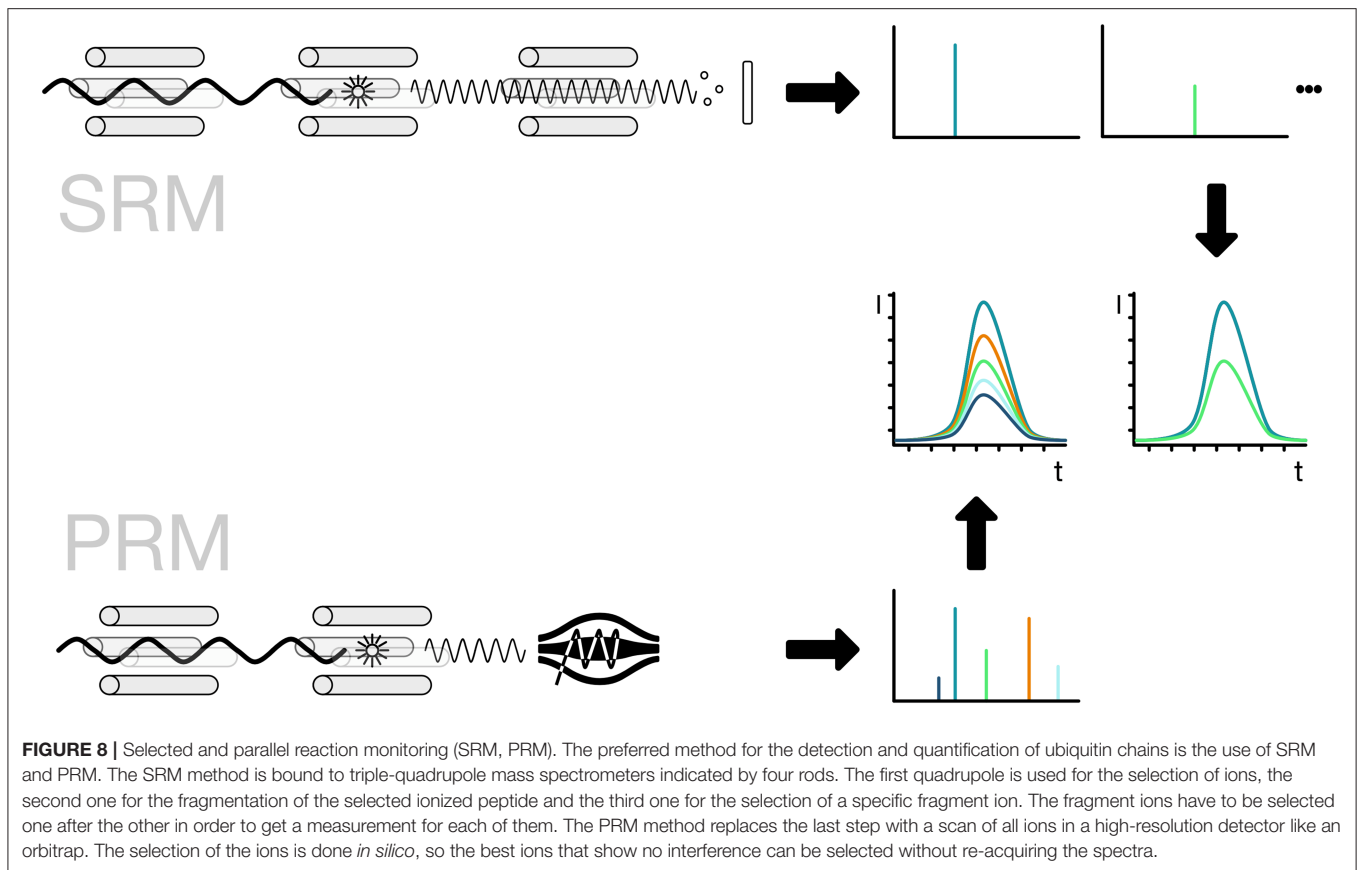 SRM
I
t
I
t
PRM
FIGURE 8 | Selected and parallel reaction monitoring (SRM, PRM). The preferred method for the detection and quantification of ubiquitin chains is the use of SRM
and PRM. The SRM method is bound to triple-quadrupole mass spectrometers indicated by four rods. The first quadrupole is used for the selection of ions, the
second one for the fragmentation of the selected ionized peptide and the third one for the selection of a specific fragment ion. The fragment ions have to be selected
one after the other in order to get a measurement for each of them. The PRM method replaces the last step with a scan of all ions in a high-resolution detector like an
orbitrap. The selection of the ions is done in silico, so the best ions that show no interference can be selected without re-acquiring the spectra.